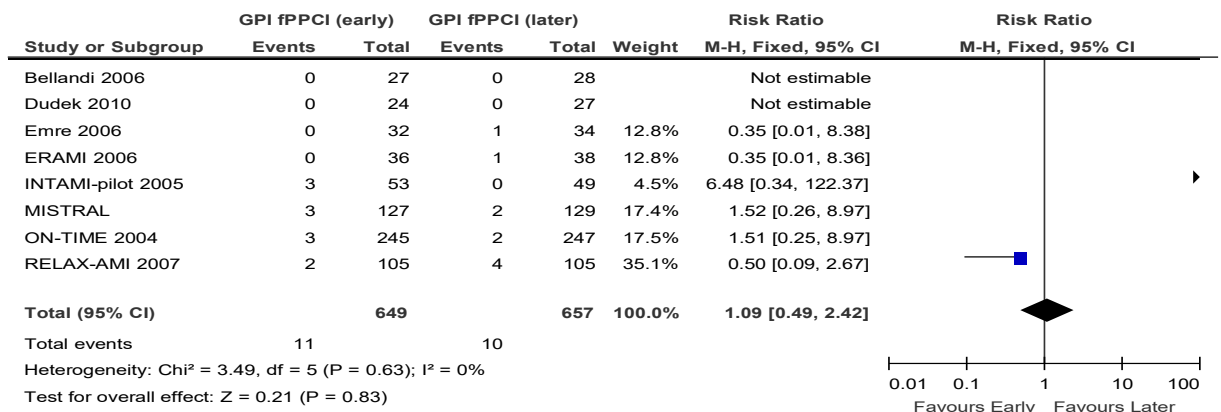 GPI fPPCI (early) GPI fPPCI (later) Risk Ratio Risk Ratio
Study or Subgroup Events Total Events Total Weight M-H, Fixed, 95% CI M-H, Fixed, 95% CI
Bellandi 2006 0 27 0 28 Not estimable
Dudek 2010 0 24 0 27 Not estimable
Emre 2006 0 32 1 34 12.8% 0.35 [0.01, 8.38]
ERAMI 2006 0 36 1 38 12.8% 0.35 [0.01, 8.36]
INTAMI-pilot 2005 3 53 0 49 4.5% 6.48 [0.34, 122.37]
MISTRAL 3 127 2 129 17.4% 1.52 [0.26, 8.97]
ON-TIME 2004 3 245 2 247 17.5% 1.51 [0.25, 8.97]
RELAX-AMI 2007 2 105 4 105 35.1% 0.50 [0.09, 2.67]
Total (95% CI) 649 657 100.0% 1.09 [0.49, 2.42]
Total events 11 10
Heterogeneity: Chi² = 3.49, df = 5 (P = 0.63); I² = 0%
Test for overall effect: Z = 0.21 (P = 0.83)
0.01 0.1 1 10 100
Favours Early Favours Later